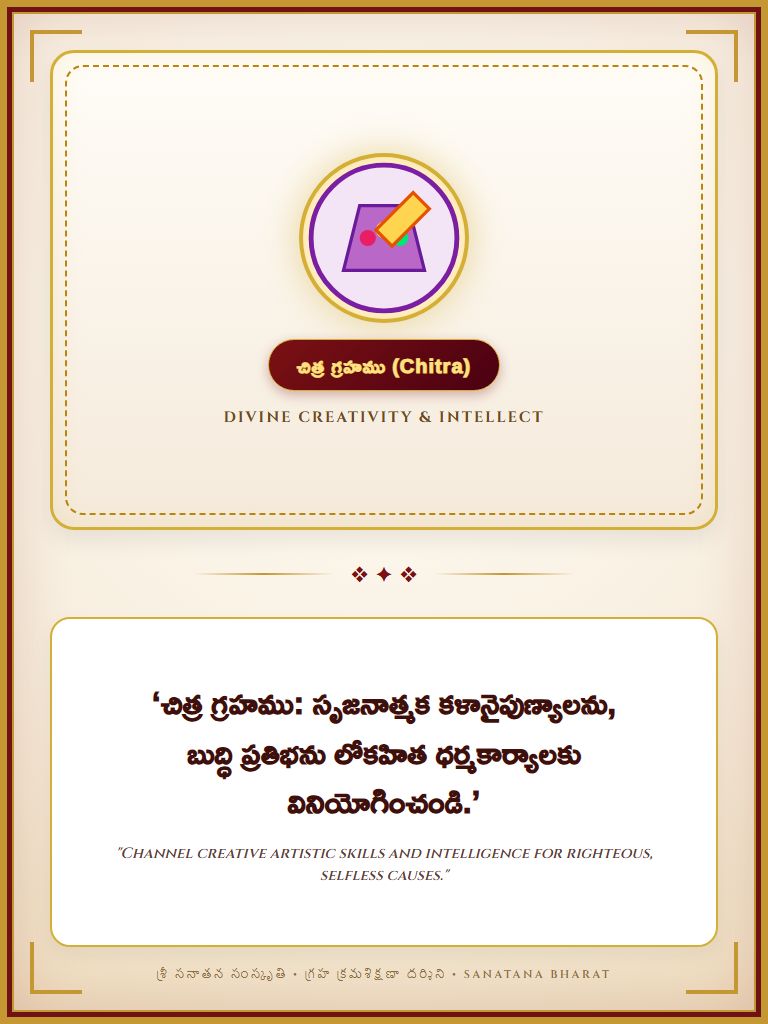 చిత్ర గ్రహము (Chitra)
DIVINE CREATIVITY & INTELLECT
‘చిత్ర గ్రహము: సృజనాత్మక కళానైపుణ్యాలను,
బుద్ధి ప్రతిభను లోకహిత ధర్మకార్యాలకు
వినియోగించండి.’
"CHANNEL CREATIVE ARTISTIC SKILLS AND INTELLIGENCE FOR RIGHTEOUS,
SELFLESS CAUSES."
శ్రీ సనాతన సంస్కృతి • గ్రహ క్రమశిక్షణా దర్శిని • SANATANA BHARAT